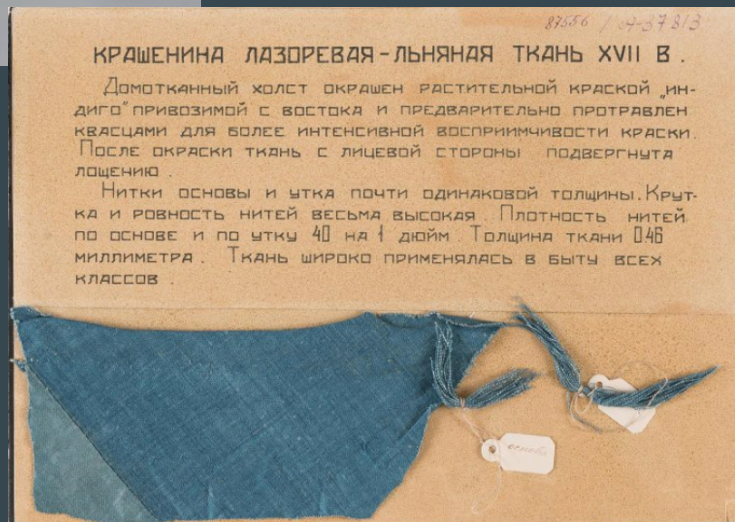 87556 / А-3781/3
КРАШЕНИНА ЛАЗОРЕВАЯ-ЛЬНЯНАЯ ТКАНЬ XVII В.
Домотканный холст окрашен растительной краской „ин-
диго" привозимой с востока и предварительно протравлен
квасцами для более интенсивной восприимчивости краски.
После окраски ткань с лицевой стороны подвергнута
лощению.
Нитки основы и утка почти одинаковой толщины. Крут-
ка и ровность нитей весьма высокая. Плотность нитей
по основе и по утку 40 на 1 дюйм. Толщина ткани 0.46
миллиметра. Ткань широко применялась в быту всех
классов.
основа